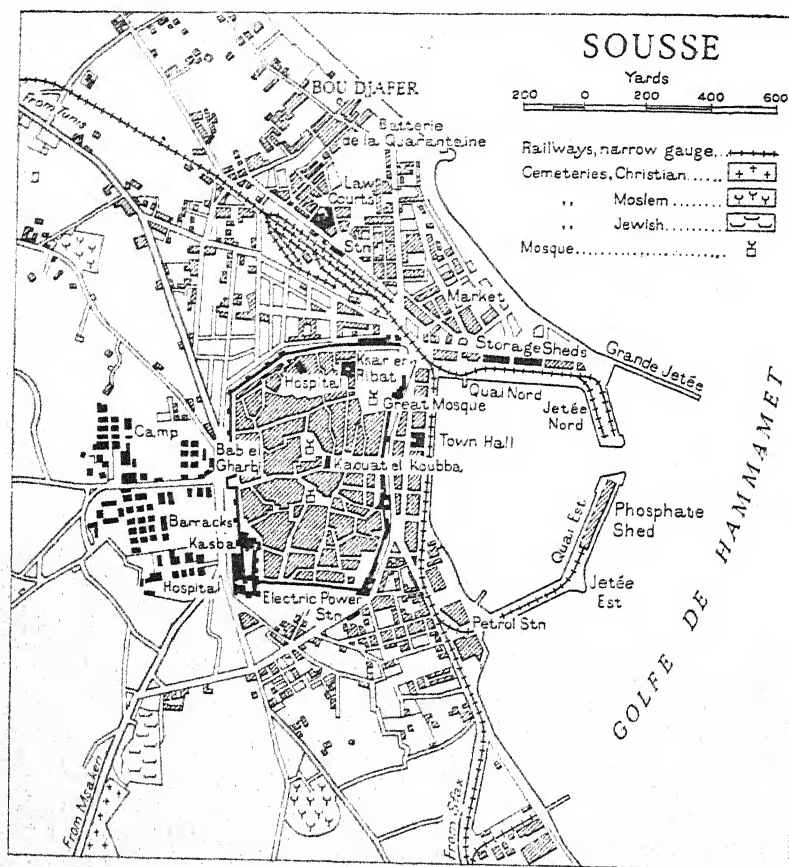 SOUSSE
Yards
200 0 200 400 600
Railways, narrow gauge...
Cemeteries, Christian.....
,, Moslem........
,, Jewish........
Mosque...............
From Tunis
BOU DJAFER
Batterie
de la Quarantaine
Law
Courts
Stn
Market
Storage Sheds
Grande Jetée
Ksar er
Ribat
Hospital
Quai Nord
Great Mosque
Jetée
Nord
Camp
Town Hall
Bab el
Gharbi
Kaouat el Koubba
Barracks
Quai Est
Phosphate
Shed
Kasba
Hospital
Electric Power
Stn
Jetée
Est
Petrol Stn
GOLFE DE HAMMAMET
From Msaken
From Sfax